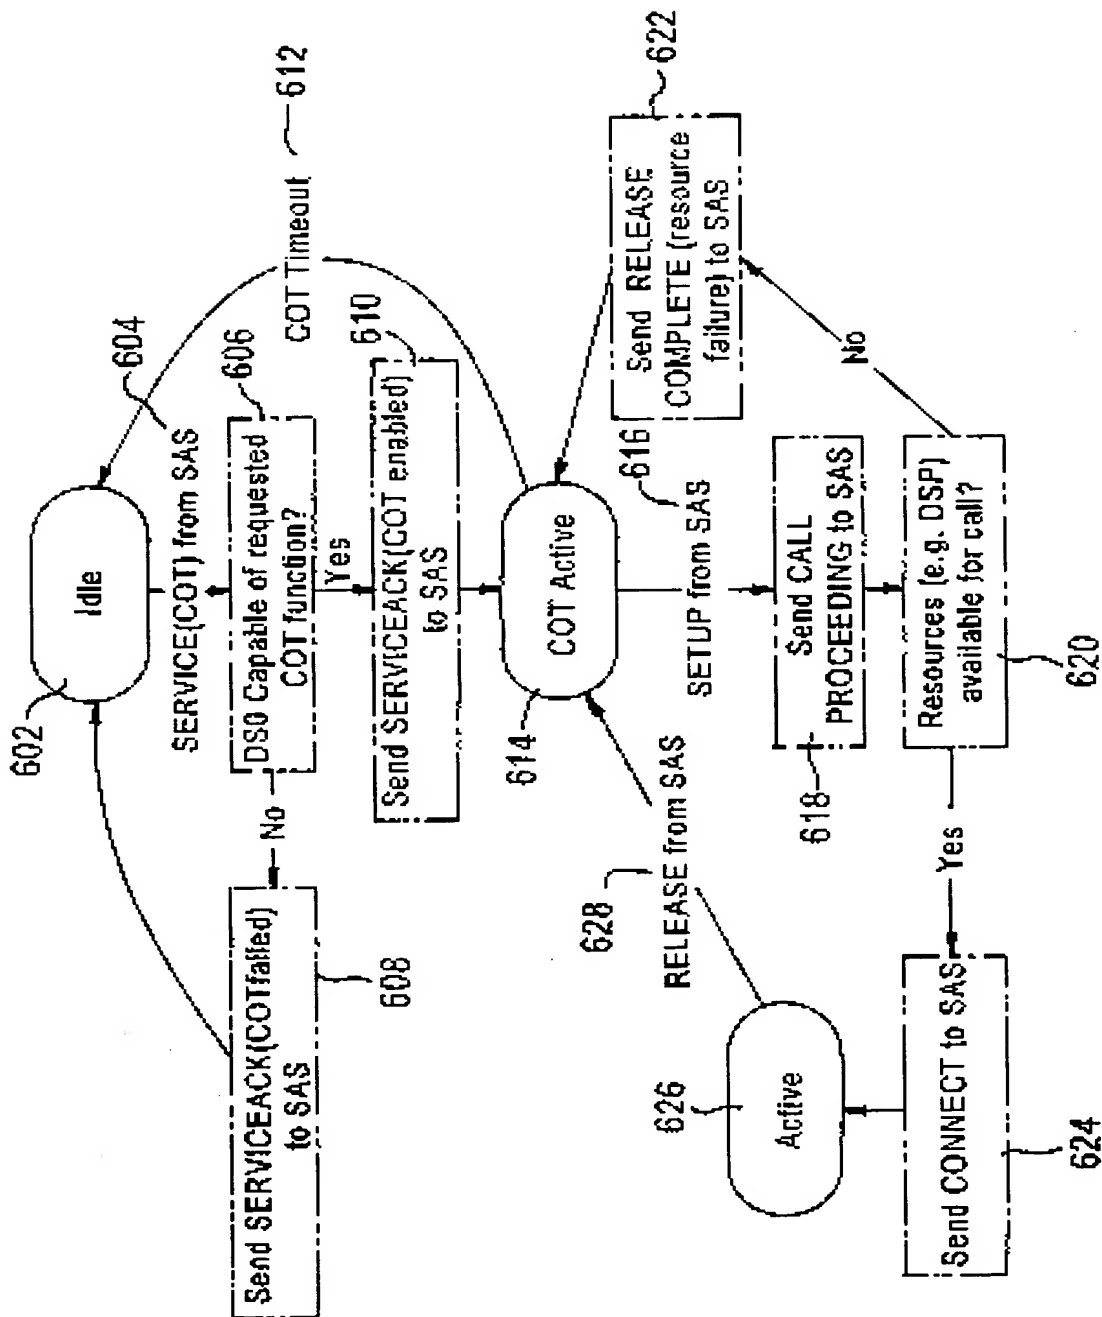 602
Idle
604
SERVICE(COT) from SAS
612
COT Timeout
606
DS0 Capable of requested
COT function?
No
Yes
Send SERVICEACK(COTfailed)
to SAS
608
610
Send SERVICEACK(COT enabled)
to SAS
COT Active
614
616
SETUP from SAS
628
RELEASE from SAS
622
Send RELEASE
COMPLETE (resource
failure) to SAS
Send CALL
PROCEEDING to SAS
618
Resources (e.g. DSP)
available for call?
620
No
Yes
626
Active
Send CONNECT to SAS
624